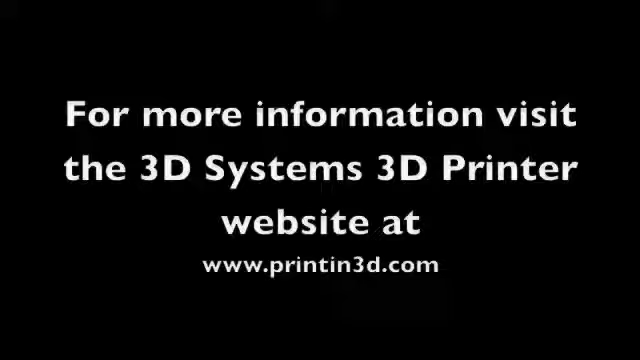 For more information visit
the 3D Systems 3D Printer
website at
www.printin3d.com